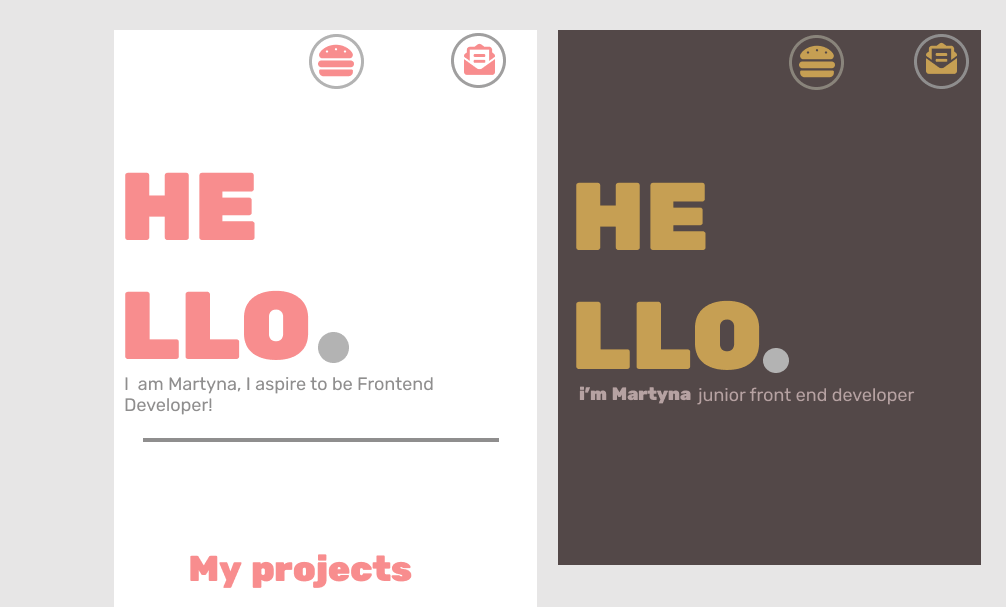 HE
LLO.
I am Martyna, I aspire to be Frontend
Developer!
My projects
HE
LLO.
i'm Martyna junior front end developer